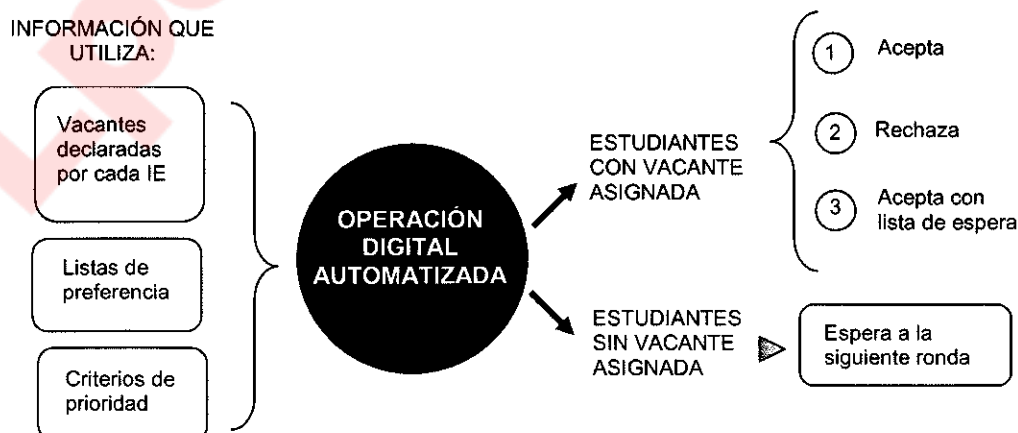 INFORMACIÓN QUE
UTILIZA:
Vacantes
declaradas
por cada IE
Listas de
preferencia
Criterios de
prioridad
OPERACIÓN
DIGITAL
AUTOMATIZADA
ESTUDIANTES
CON VACANTE
ASIGNADA
1 Acepta
2 Rechaza
3 Acepta con
lista de espera
ESTUDIANTES
SIN VACANTE
ASIGNADA
Espera a la
siguiente ronda